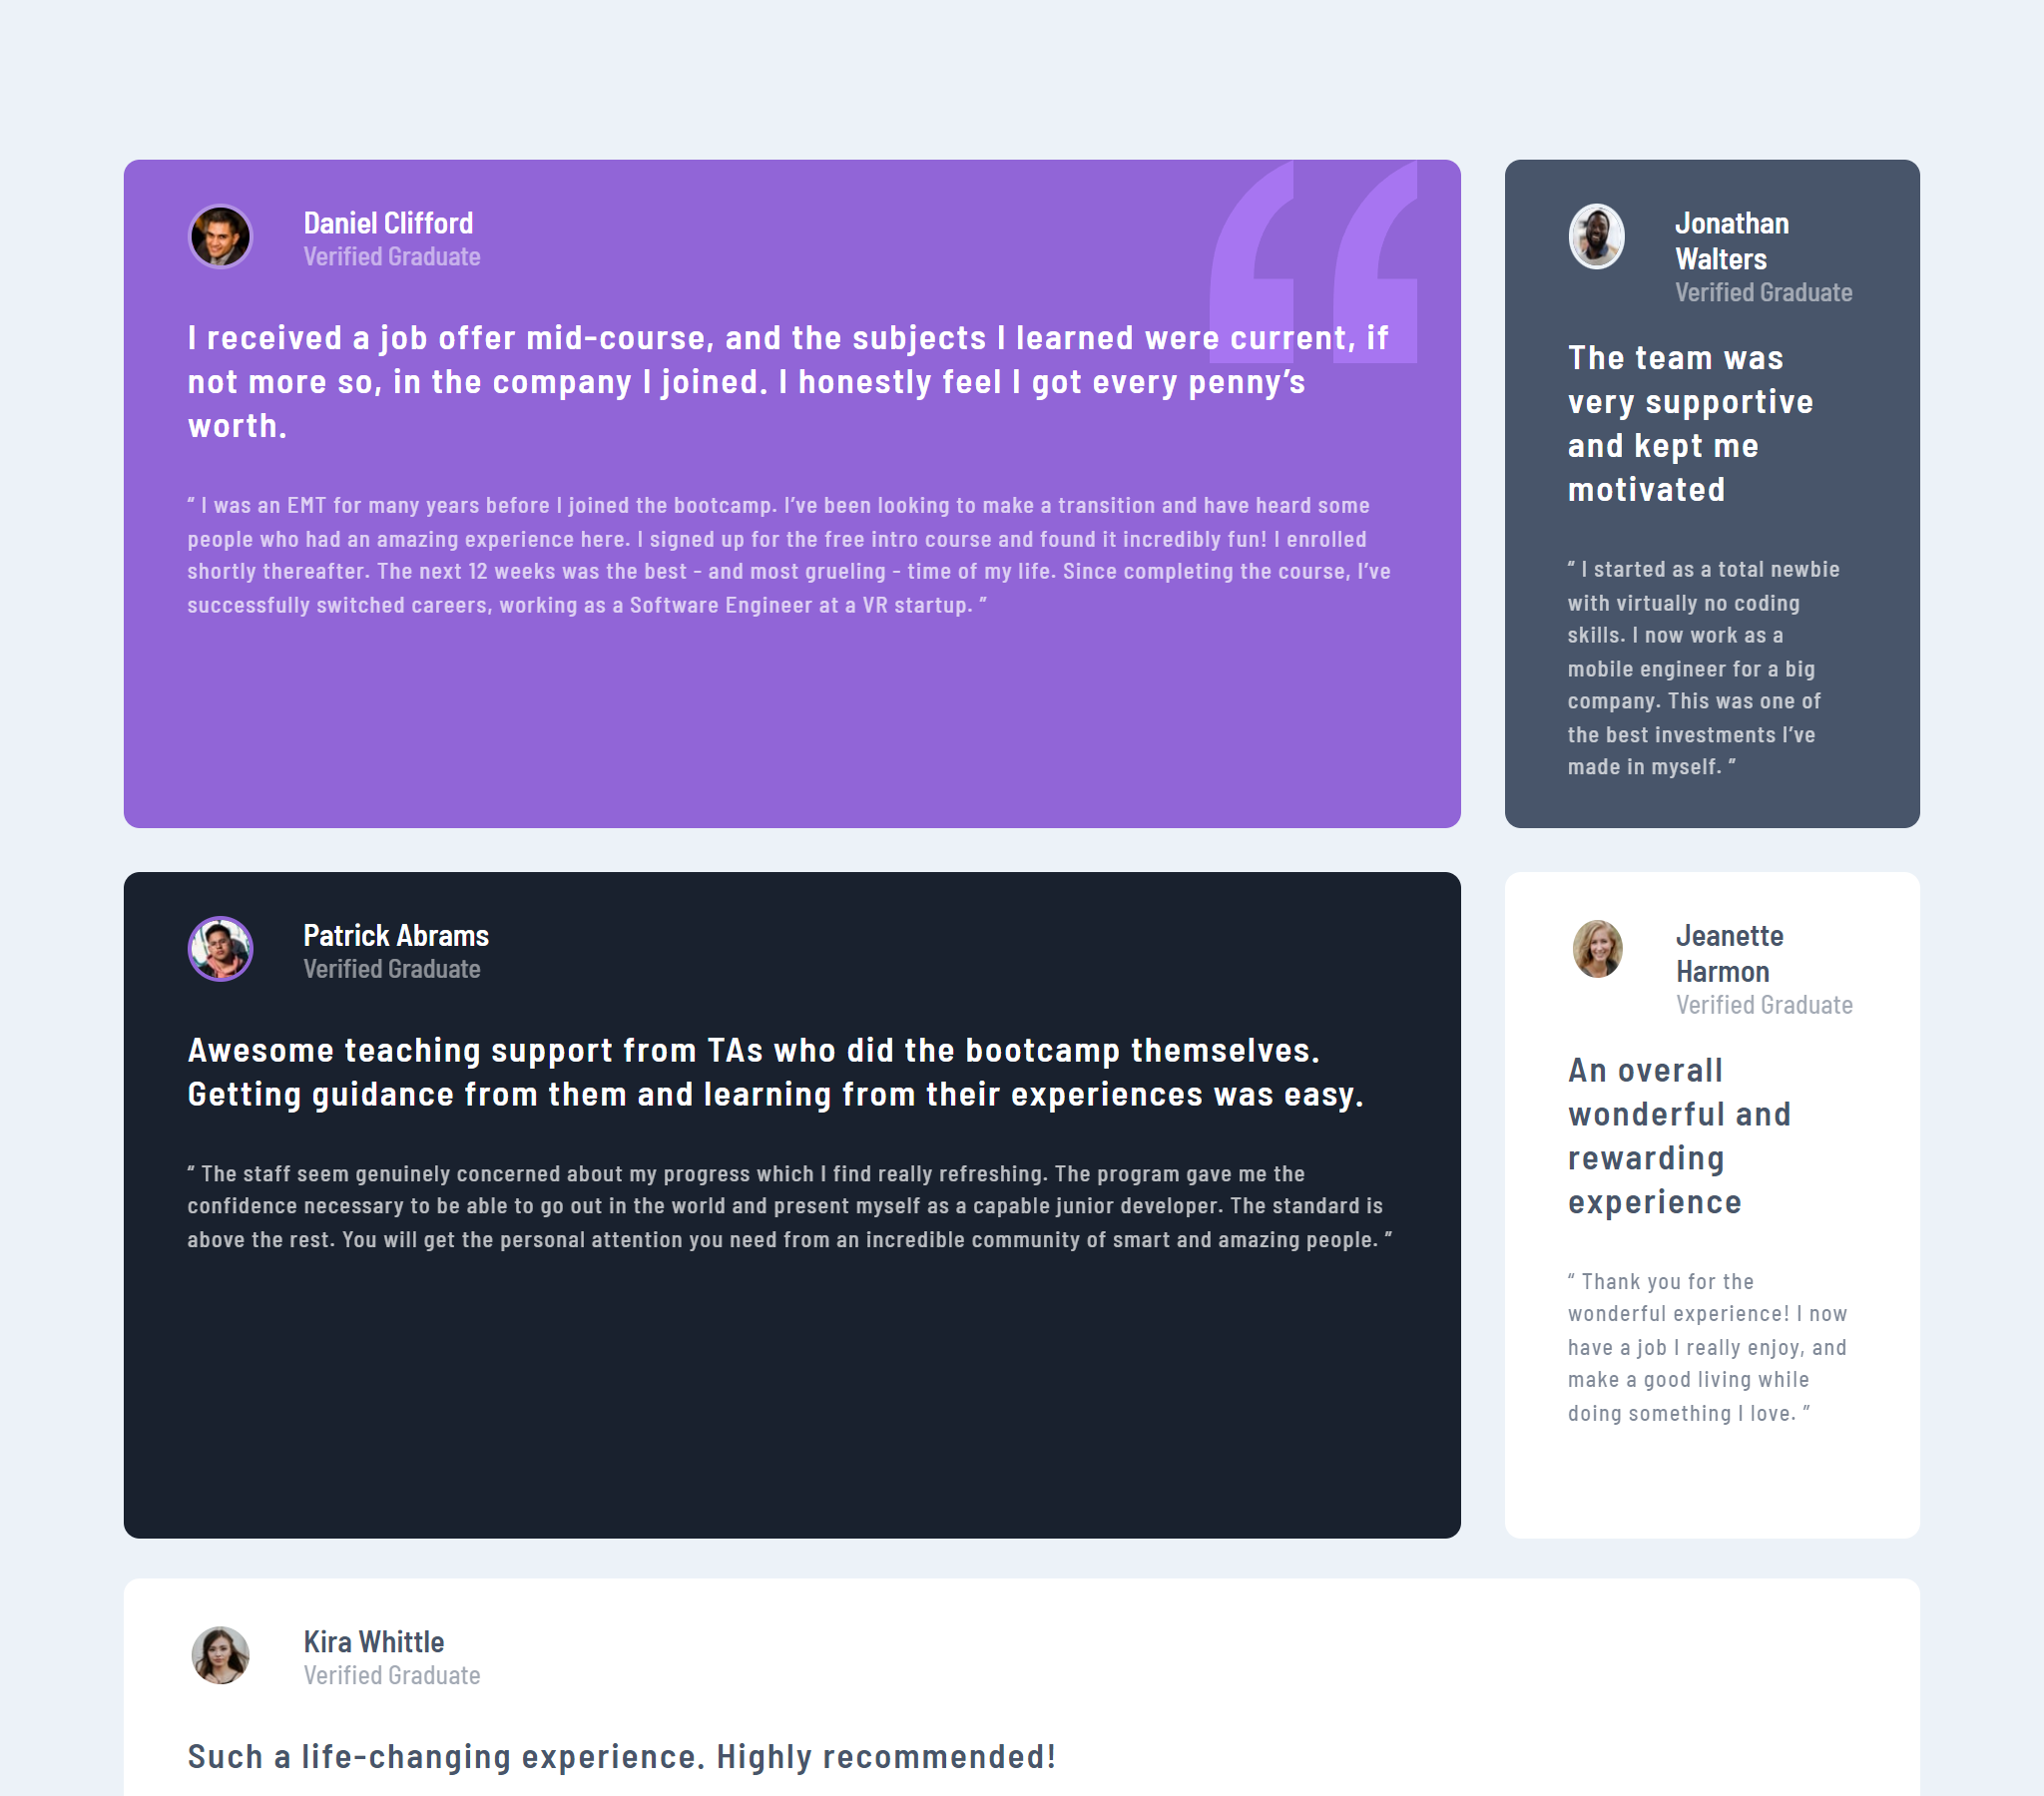 Daniel Clifford
Verified Graduate
I received a job offer mid-course, and the subjects I learned were current, if
not more so, in the company I joined. I honestly feel I got every penny’s
worth.
“ I was an EMT for many years before I joined the bootcamp. I’ve been looking to make a transition and have heard some
people who had an amazing experience here. I signed up for the free intro course and found it incredibly fun! I enrolled
shortly thereafter. The next 12 weeks was the best - and most grueling - time of my life. Since completing the course, I’ve
successfully switched careers, working as a Software Engineer at a VR startup. ”
Jonathan
Walters
Verified Graduate
The team was
very supportive
and kept me
motivated
“ I started as a total newbie
with virtually no coding
skills. I now work as a
mobile engineer for a big
company. This was one of
the best investments I’ve
made in myself. ”
Patrick Abrams
Verified Graduate
Awesome teaching support from TAs who did the bootcamp themselves.
Getting guidance from them and learning from their experiences was easy.
“ The staff seem genuinely concerned about my progress which I find really refreshing. The program gave me the
confidence necessary to be able to go out in the world and present myself as a capable junior developer. The standard is
above the rest. You will get the personal attention you need from an incredible community of smart and amazing people. ”
Jeanette
Harmon
Verified Graduate
An overall
wonderful and
rewarding
experience
“ Thank you for the
wonderful experience! I now
have a job I really enjoy, and
make a good living while
doing something I love. ”
Kira Whittle
Verified Graduate
Such a life-changing experience. Highly recommended!